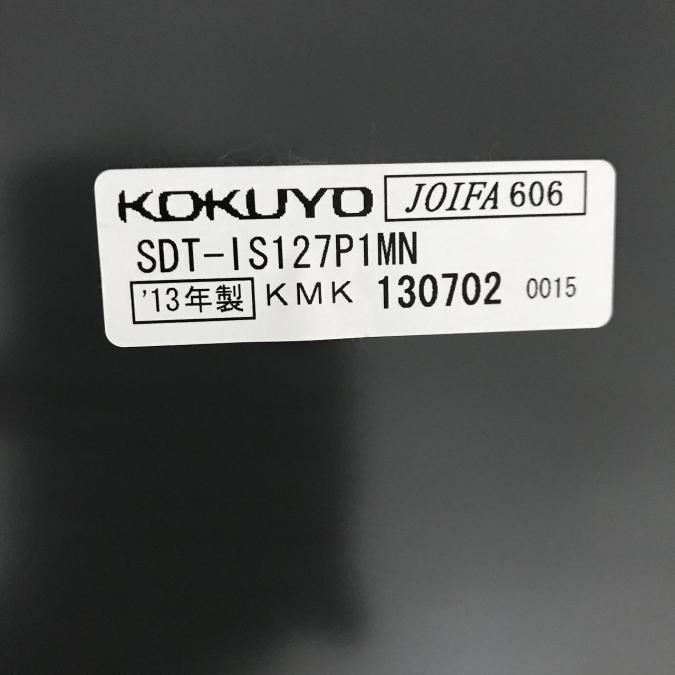 KOKUYO JOIFA 606
SDT-IS127P1MN
'13年製 KMK 130702 0015